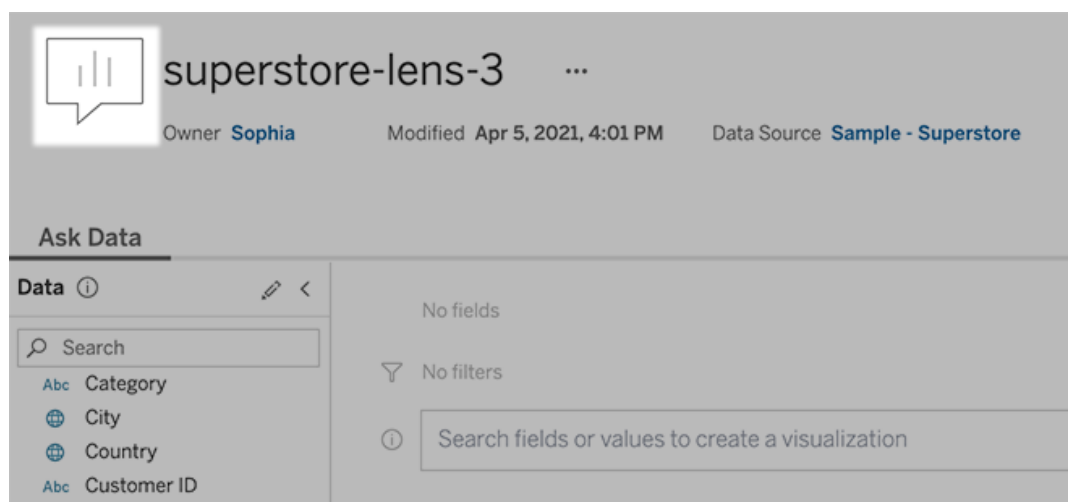 superstore-lens-3 ...
Owner Sophia Modified Apr 5, 2021, 4:01 PM Data Source Sample - Superstore
Ask Data
Data
Search
Abc Category
City
Country
Abc Customer ID
No fields
No filters
Search fields or values to create a visualization